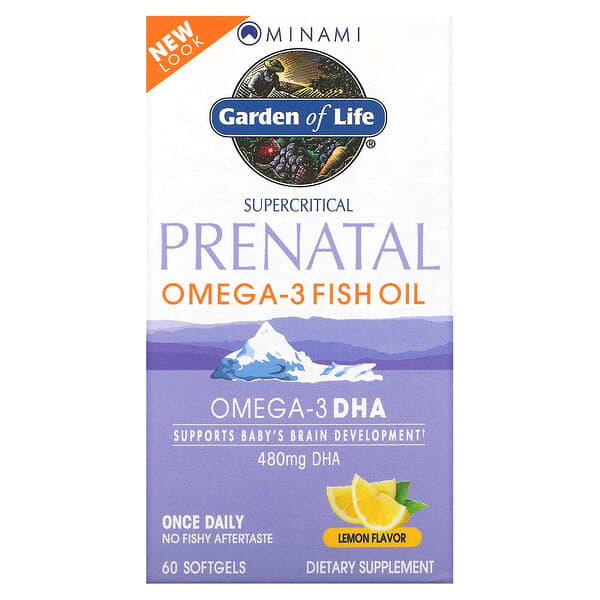 NEW
LOOK
MINAMI
Garden of Life
®
SUPERCRITICAL
PRENATAL
OMEGA-3 FISH OIL
OMEGA-3 DHA
SUPPORTS BABY'S BRAIN DEVELOPMENT†
480mg DHA
ONCE DAILY
NO FISHY AFTERTASTE
LEMON FLAVOR
60 SOFTGELS
DIETARY SUPPLEMENT